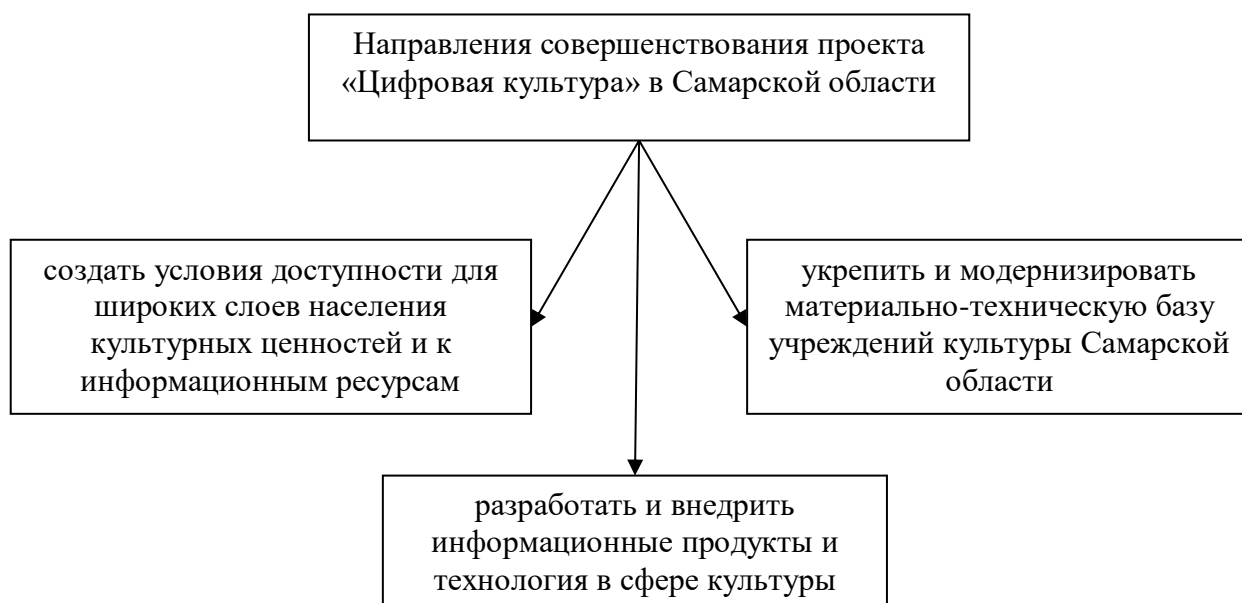 Направления совершенствования проекта
«Цифровая культура» в Самарской области
создать условия доступности для
широких слоев населения
культурных ценностей и к
информационным ресурсам
укрепить и модернизировать
материально-техническую базу
учреждений культуры Самарской
области
разработать и внедрить
информационные продукты и
технология в сфере культуры